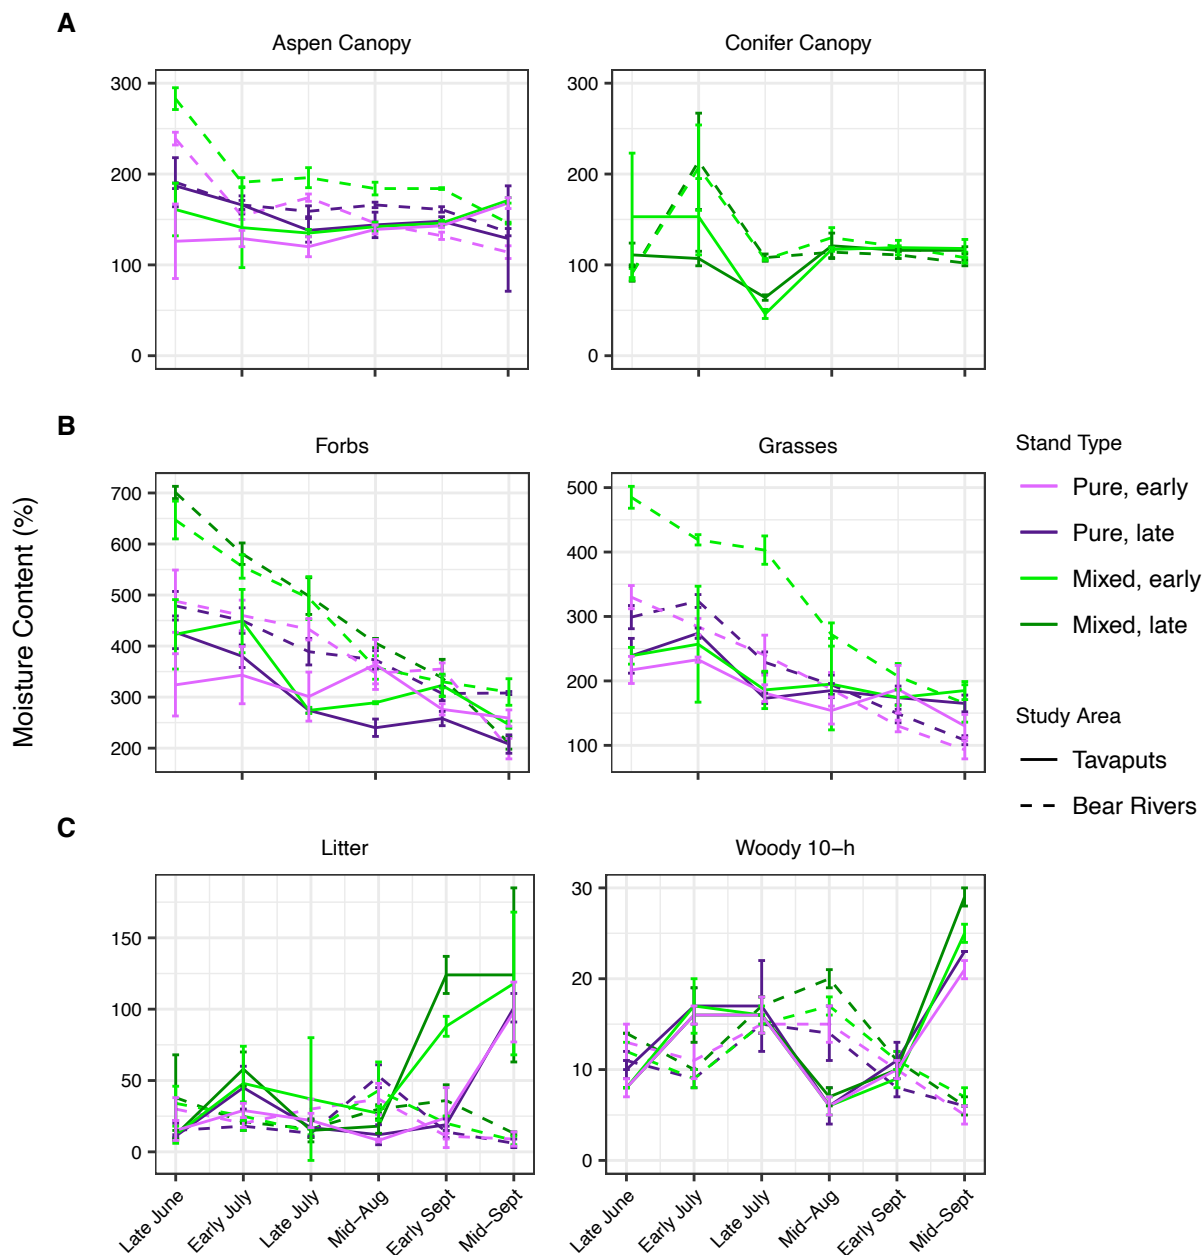 A
Aspen Canopy
Conifer Canopy
300
200
100
0
300
200
100
0
B
Forbs
Grasses
700
600
500
400
300
200
500
400
300
200
100
Moisture Content (%)
Stand Type
Pure, early
Pure, late
Mixed, early
Mixed, late
Study Area
Tavaputs
Bear Rivers
C
Litter
Woody 10−h
150
100
50
0
30
20
10
0
Late June
Early July
Late July
Mid−Aug
Early Sept
Mid−Sept
Late June
Early July
Late July
Mid−Aug
Early Sept
Mid−Sept